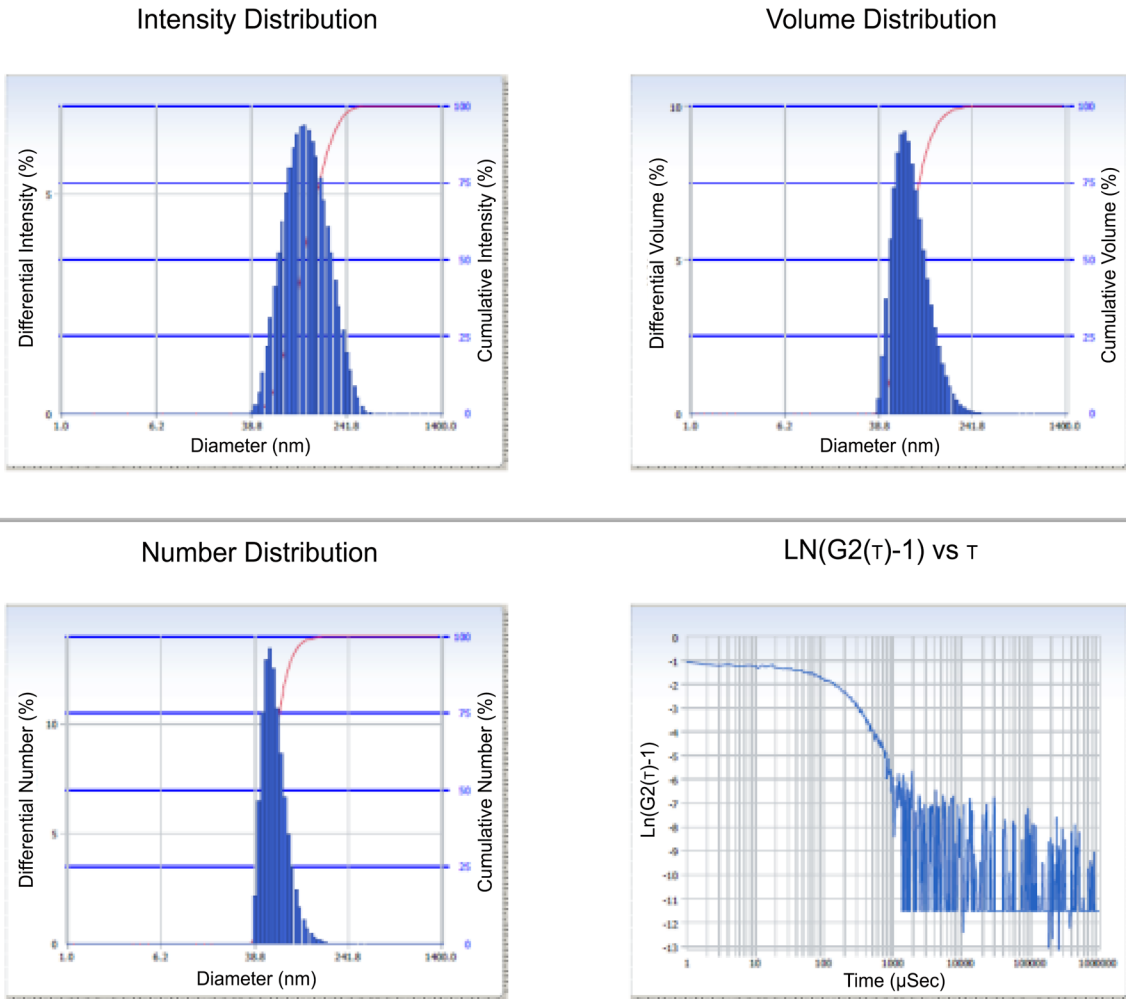 Intensity Distribution
Volume Distribution
Differential Intensity (%)
5
0
100
75
50
25
0
Cumulative Intensity (%)
1.0 6.2 38.8 241.8 1400.0
Diameter (nm)
Differential Volume (%)
10
5
0
100
75
50
25
0
Cumulative Volume (%)
1.0 6.2 38.8 241.8 1400.0
Diameter (nm)
Number Distribution
LN(G2(τ)-1) vs τ
Differential Number (%)
10
5
0
100
75
50
25
0
Cumulative Number (%)
1.0 6.2 38.8 241.8 1400.0
Diameter (nm)
Ln(G2(τ)-1)
0
-1
-2
-3
-4
-5
-6
-7
-8
-9
-10
-11
-12
-13
1 10 100 1000 10000 100000 1000000
Time (μSec)